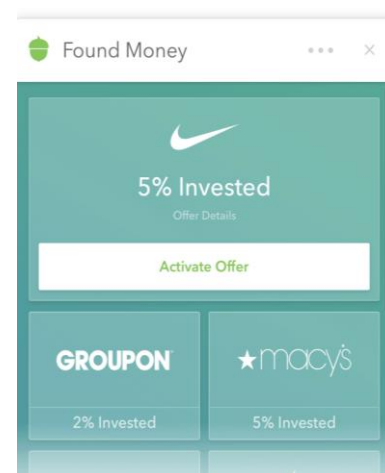 Found Money
5% Invested
Offer Details
Activate Offer
GROUPON
macy's
2% Invested
5% Invested